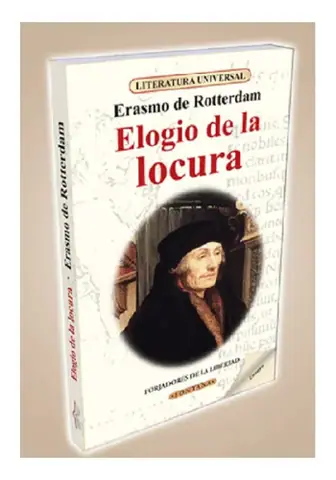 LITERATURA UNIVERSAL
Erasmo de Rotterdam
Elogio de la
locura
FORJADORES DE LA LIBERTAD
Elogio de la locura · Erasmo de Rotterdam